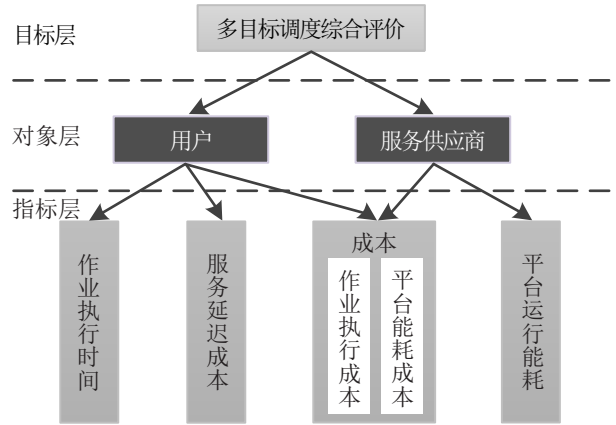 目标层
多目标调度综合评价
对象层
用户
服务供应商
指标层
作业执行时间
服务延迟成本
成本
作业执行成本
平台能耗成本
平台运行能耗